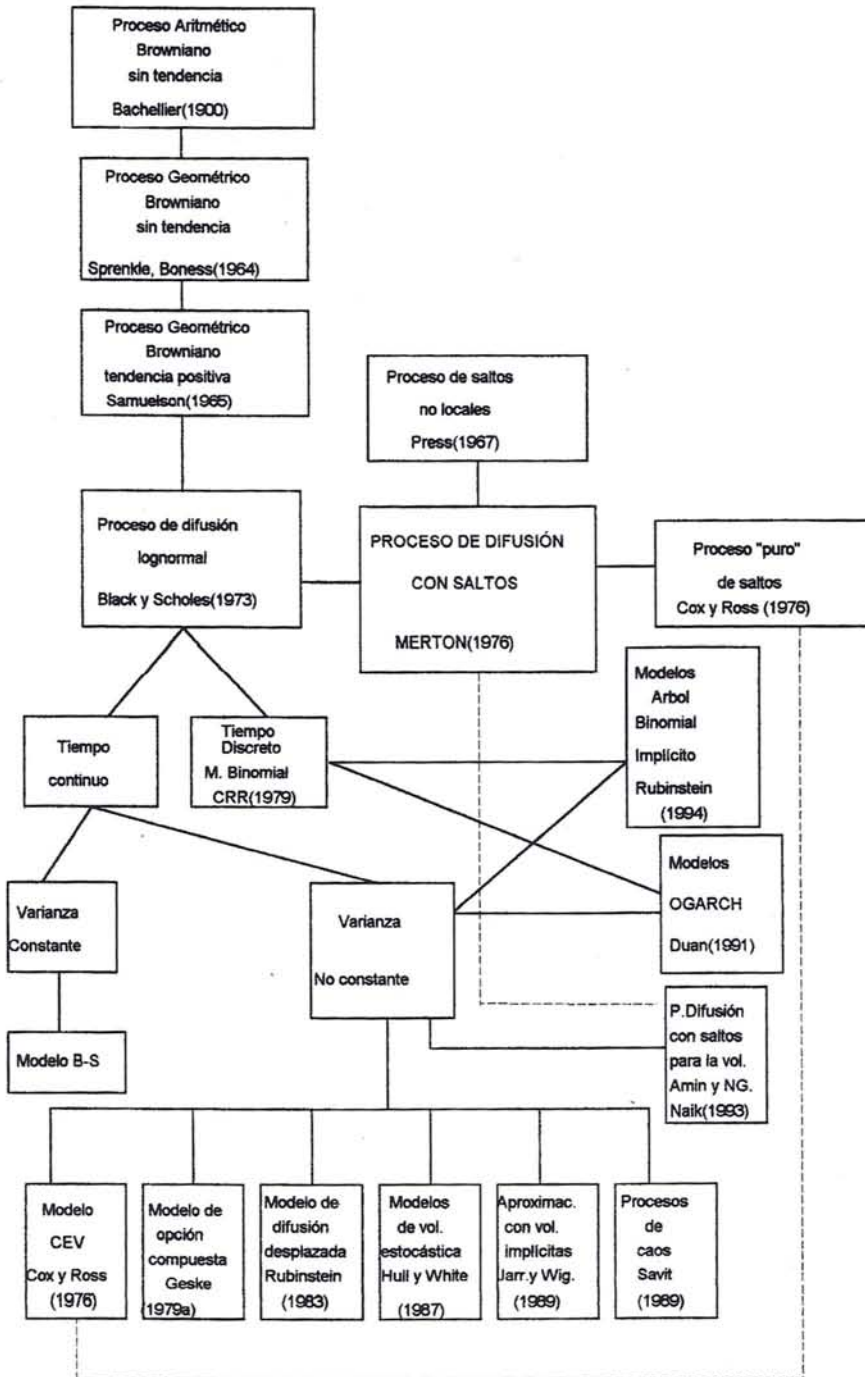 Proceso Aritmético
Browniano
sin tendencia
Bachellier(1900)
Proceso Geométrico
Browniano
sin tendencia
Sprenkle, Boness(1964)
Proceso Geométrico
Browniano
tendencia positiva
Samuelson(1965)
Proceso de saltos
no locales
Press(1967)
Proceso de difusión
lognormal
Black y Scholes(1973)
PROCESO DE DIFUSIÓN
CON SALTOS
MERTON(1976)
Proceso "puro"
de saltos
Cox y Ross (1976)
Tiempo
continuo
Tiempo
Discreto
M. Binomial
CRR(1979)
Modelos
Arbol
Binomial
Implícito
Rubinstein
(1994)
Varianza
Constante
Varianza
No constante
Modelos
OGARCH
Duan(1991)
Modelo B-S
P.Difusión
con saltos
para la vol.
Amin y NG.
Naik(1993)
Modelo
CEV
Cox y Ross
(1976)
Modelo de
opción
compuesta
Geske
(1979a)
Modelo de
difusión
desplazada
Rubinstein
(1983)
Modelos
de vol.
estocástica
Hull y White
(1987)
Aproximac.
con vol.
implícitas
Jarr.y Wig.
(1989)
Procesos
de
caos
Savit
(1989)